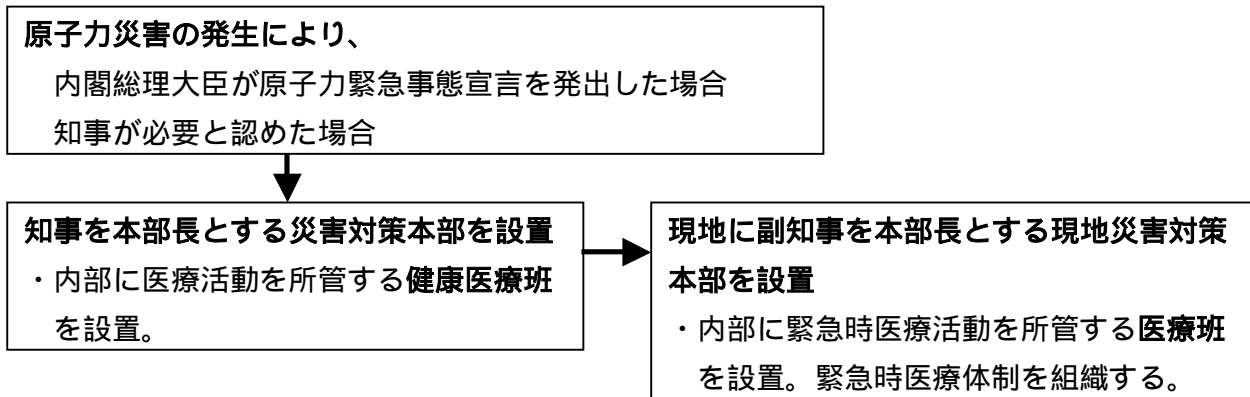 原子力災害の発生により、
内閣総理大臣が原子力緊急事態宣言を発出した場合
知事が必要と認めた場合
知事を本部長とする災害対策本部を設置
・内部に医療活動を所管する健康医療班
を設置。
現地に副知事を本部長とする現地災害対策
本部を設置
・内部に緊急時医療活動を所管する医療班
を設置。緊急時医療体制を組織する。